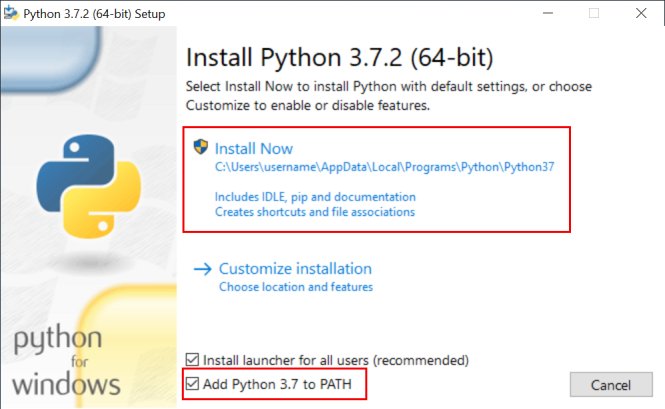 Python 3.7.2 (64-bit) Setup
Install Python 3.7.2 (64-bit)
Select Install Now to install Python with default settings, or choose
Customize to enable or disable features.
Install Now
C:\Users\username\AppData\Local\Programs\Python\Python37
Includes IDLE, pip and documentation
Creates shortcuts and file associations
Customize installation
Choose location and features
python
for
windows
Install launcher for all users (recommended)
Add Python 3.7 to PATH
Cancel